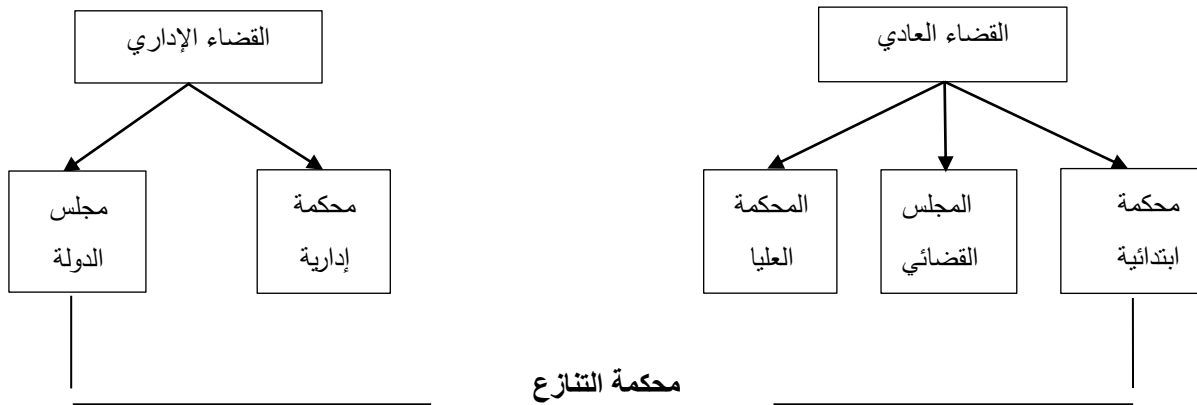 القضاء العادي
القضاء الإداري
محكمة
ابتدائية
المجلس
القضائي
المحكمة
العليا
محكمة
إدارية
مجلس
الدولة
محكمة التنازع